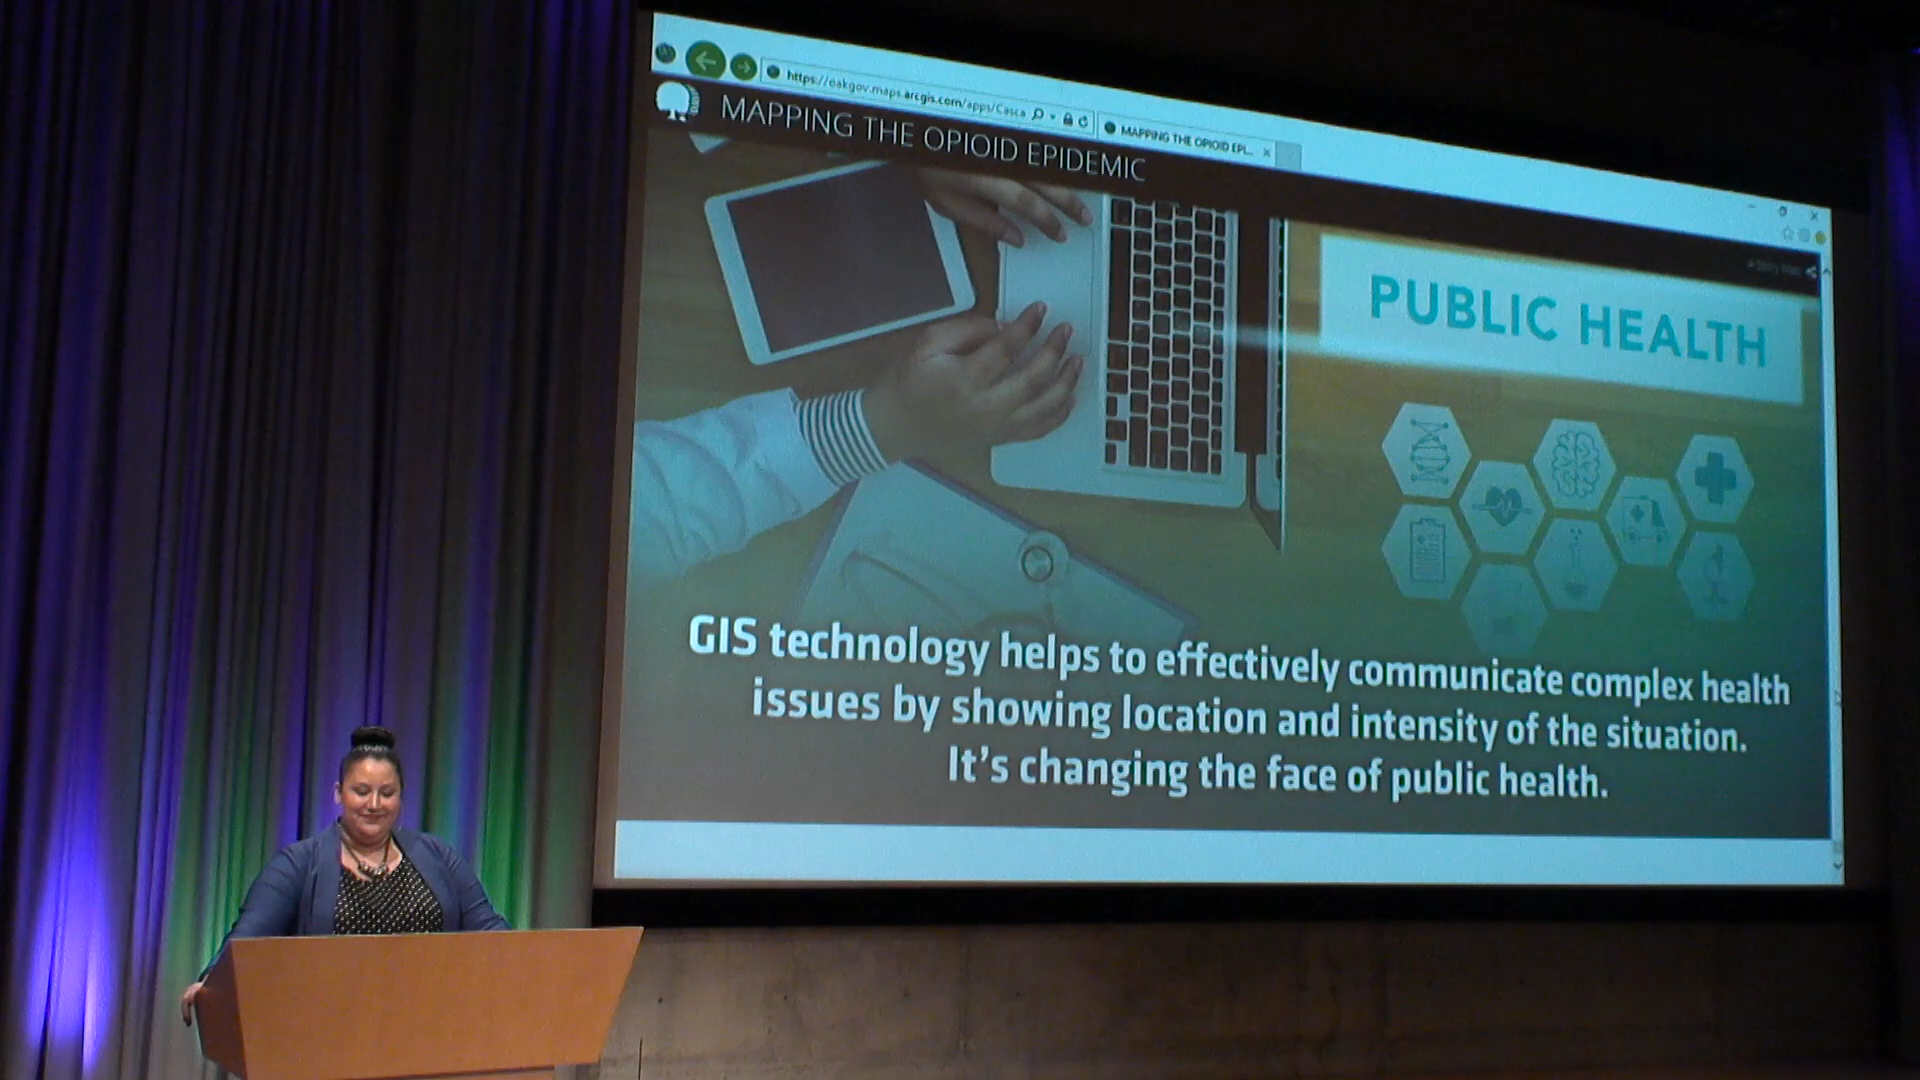 https://oakgov.maps.arcgis.com/apps/Casca
MAPPING THE OPIOID EPI...
MAPPING THE OPIOID EPIDEMIC
A Story Map
PUBLIC HEALTH
GIS technology helps to effectively communicate complex health
issues by showing location and intensity of the situation.
It's changing the face of public health.